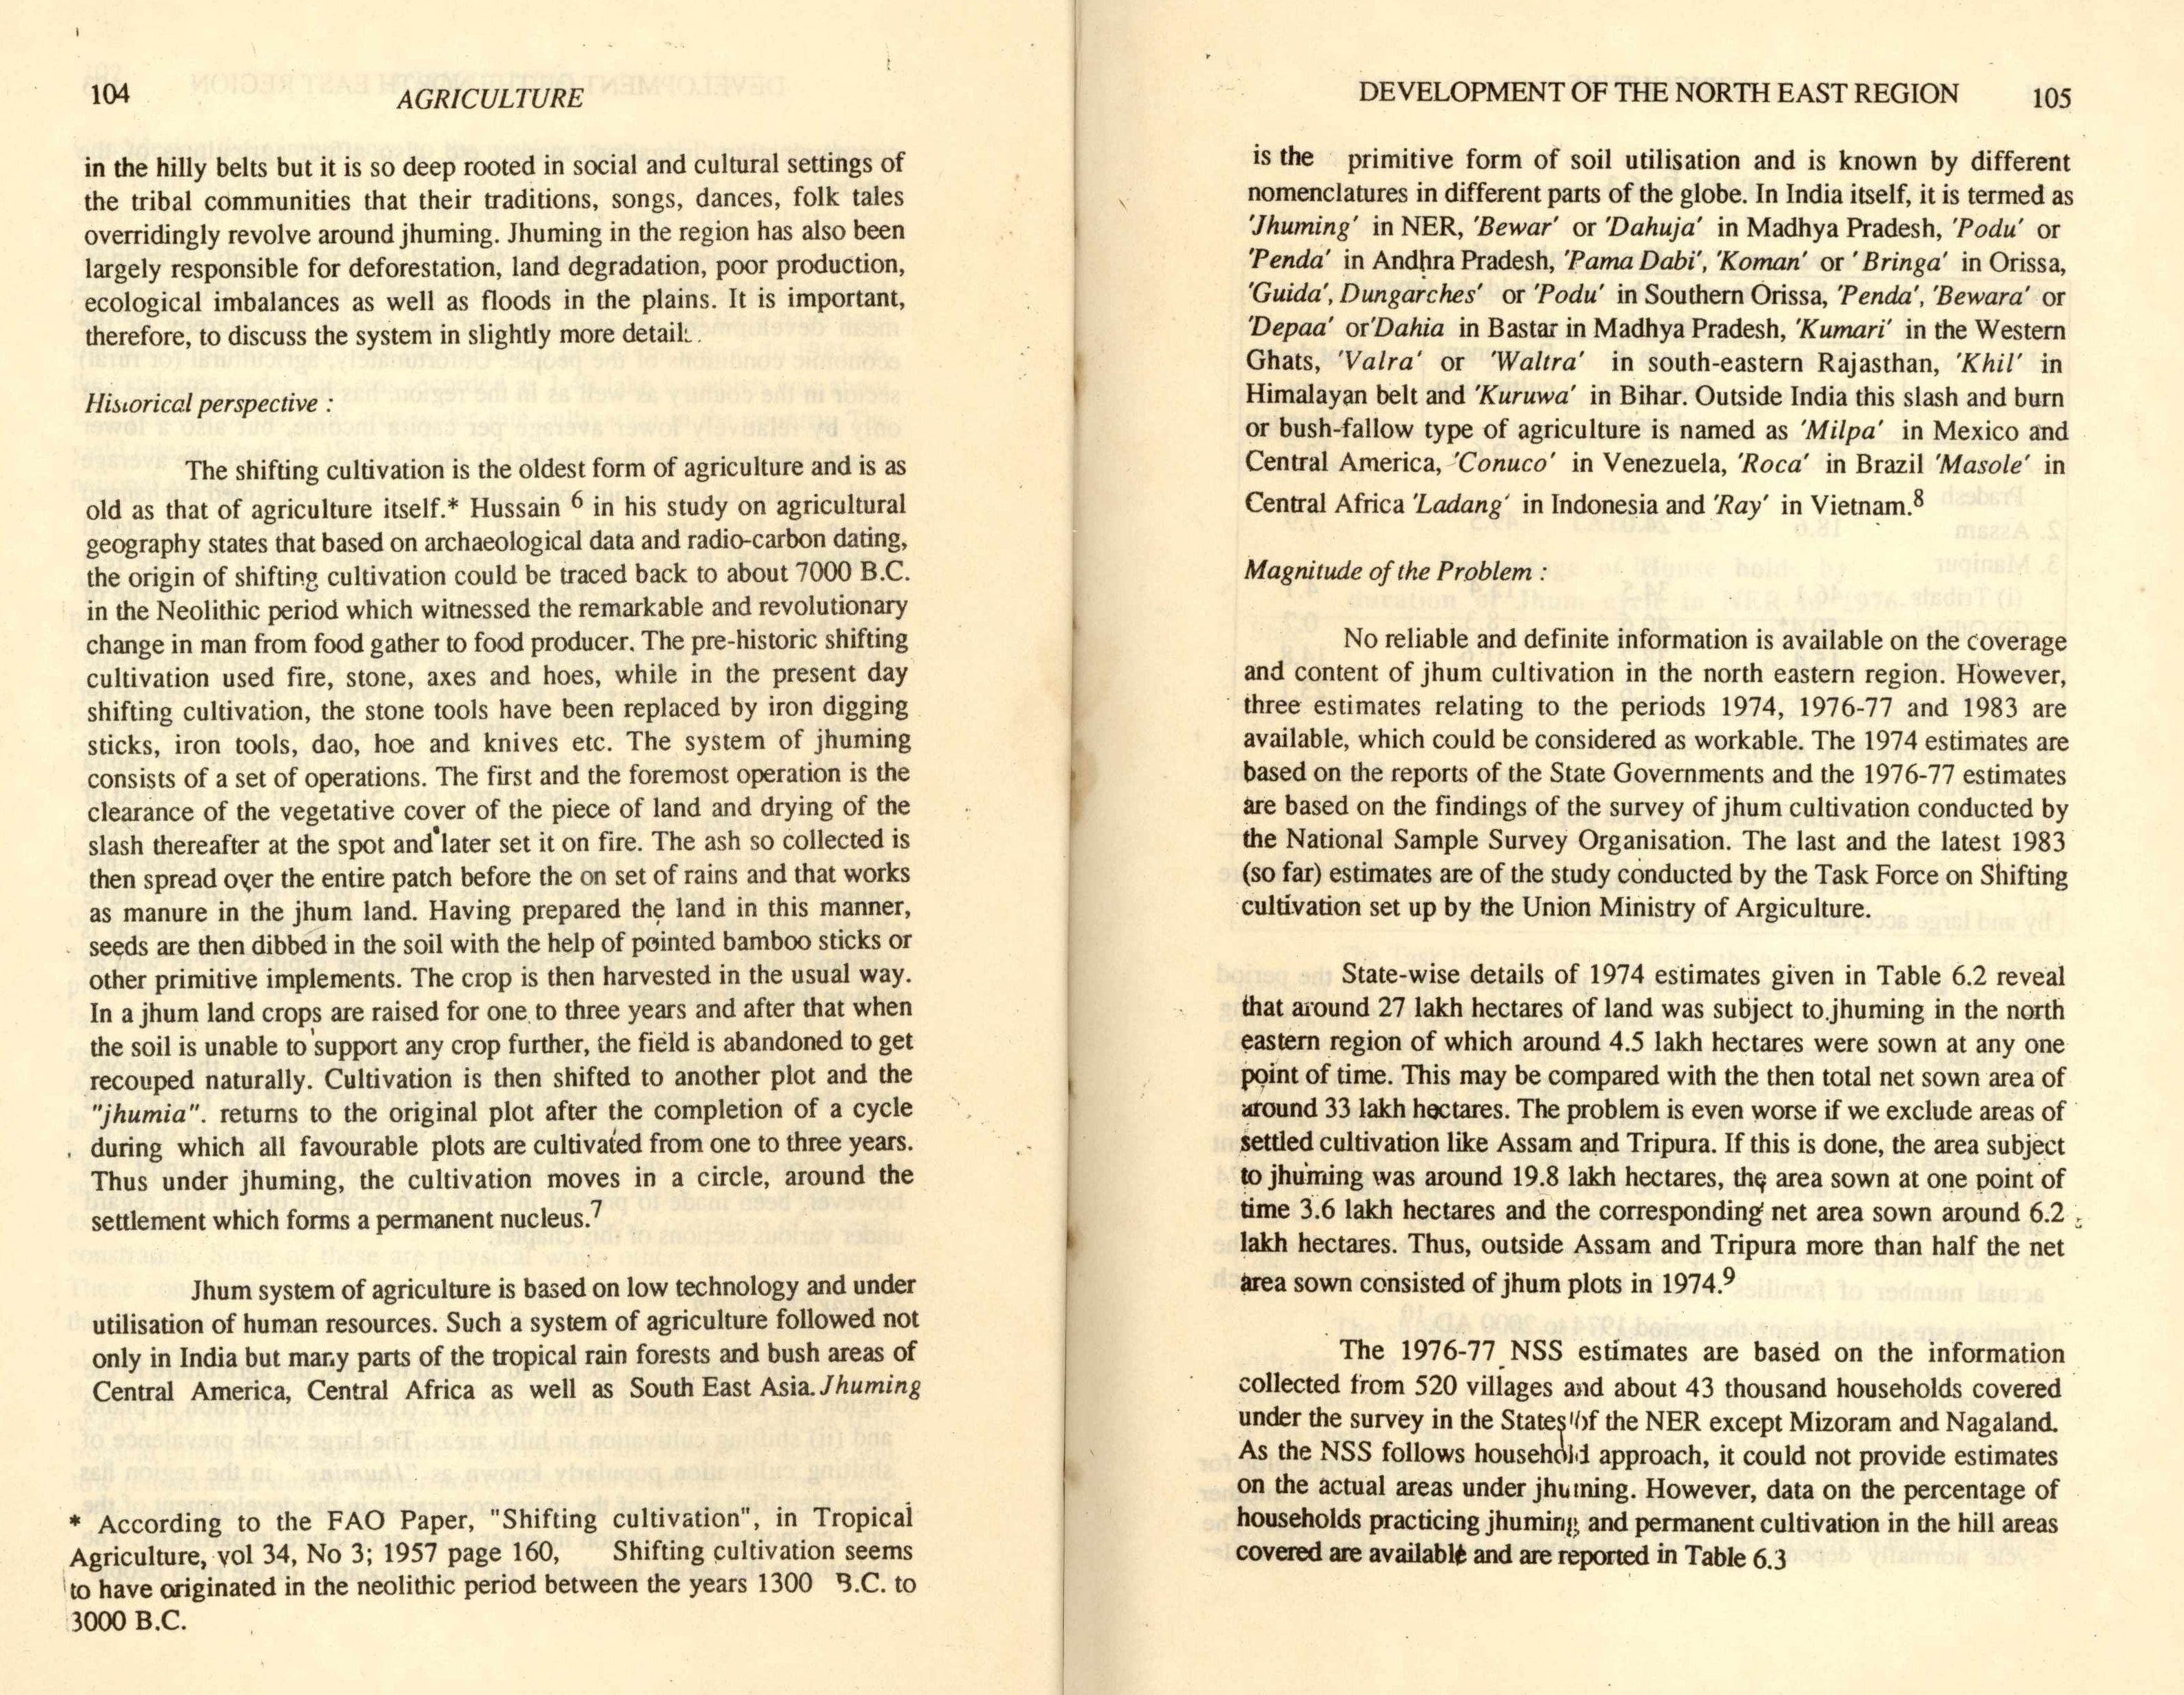 104
AGRICULTURE
in the hilly belts but it is so deep rooted in social and cultural settings of
the tribal communities that their traditions, songs, dances, folk tales
overridingly revolve around jhuming. Jhuming in the region has also been
largely responsible for deforestation, land degradation, poor production,
ecological imbalances as well as floods in the plains. It is important,
therefore, to discuss the system in slightly more detail.
Historical perspective :
The shifting cultivation is the oldest form of agriculture and is as
old as that of agriculture itself.* Hussain 6 in his study on agricultural
geography states that based on archaeological data and radio-carbon dating,
the origin of shifting cultivation could be traced back to about 7000 B.C.
in the Neolithic period which witnessed the remarkable and revolutionary
change in man from food gather to food producer. The pre-historic shifting
cultivation used fire, stone, axes and hoes, while in the present day
shifting cultivation, the stone tools have been replaced by iron digging
sticks, iron tools, dao, hoe and knives etc. The system of jhuming
consists of a set of operations. The first and the foremost operation is the
clearance of the vegetative cover of the piece of land and drying of the
slash thereafter at the spot and later set it on fire. The ash so collected is
then spread over the entire patch before the on set of rains and that works
as manure in the jhum land. Having prepared the land in this manner,
seeds are then dibbed in the soil with the help of pointed bamboo sticks or
other primitive implements. The crop is then harvested in the usual way.
In a jhum land crops are raised for one to three years and after that when
the soil is unable to support any crop further, the field is abandoned to get
recouped naturally. Cultivation is then shifted to another plot and the
"jhumia". returns to the original plot after the completion of a cycle
during which all favourable plots are cultivated from one to three years.
Thus under jhuming, the cultivation moves in a circle, around the
settlement which forms a permanent nucleus.7
Jhum system of agriculture is based on low technology and under
utilisation of human resources. Such a system of agriculture followed not
only in India but many parts of the tropical rain forests and bush areas of
Central America, Central Africa as well as South East Asia. Jhuming
* According to the FAO Paper, "Shifting cultivation", in Tropical
Agriculture, vol 34, No 3; 1957 page 160, Shifting cultivation seems
to have originated in the neolithic period between the years 1300 B.C. to
3000 B.C.
DEVELOPMENT OF THE NORTH EAST REGION
105
is the primitive form of soil utilisation and is known by different
nomenclatures in different parts of the globe. In India itself, it is termed as
'Jhuming' in NER, 'Bewar' or 'Dahuja' in Madhya Pradesh, 'Podu' or
'Penda' in Andhra Pradesh, 'Pama Dabi', 'Koman' or ' Bringa' in Orissa,
'Guida', Dungarches' or 'Podu' in Southern Orissa, 'Penda', 'Bewara' or
'Depaa' or'Dahia in Bastar in Madhya Pradesh, 'Kumari' in the Western
Ghats, 'Valra' or 'Waltra' in south-eastern Rajasthan, 'Khil' in
Himalayan belt and 'Kuruwa' in Bihar. Outside India this slash and burn
or bush-fallow type of agriculture is named as 'Milpa' in Mexico and
Central America, 'Conuco' in Venezuela, 'Roca' in Brazil 'Masole' in
Central Africa 'Ladang' in Indonesia and 'Ray' in Vietnam.8
Magnitude of the Problem :
No reliable and definite information is available on the coverage
and content of jhum cultivation in the north eastern region. However,
three estimates relating to the periods 1974, 1976-77 and 1983 are
available, which could be considered as workable. The 1974 estimates are
based on the reports of the State Governments and the 1976-77 estimates
are based on the findings of the survey of jhum cultivation conducted by
the National Sample Survey Organisation. The last and the latest 1983
(so far) estimates are of the study conducted by the Task Force on Shifting
cultivation set up by the Union Ministry of Argiculture.
State-wise details of 1974 estimates given in Table 6.2 reveal
that around 27 lakh hectares of land was subject to jhuming in the north
eastern region of which around 4.5 lakh hectares were sown at any one
point of time. This may be compared with the then total net sown area of
around 33 lakh hectares. The problem is even worse if we exclude areas of
settled cultivation like Assam and Tripura. If this is done, the area subject
to jhuming was around 19.8 lakh hectares, the area sown at one point of
time 3.6 lakh hectares and the corresponding net area sown around 6.2
lakh hectares. Thus, outside Assam and Tripura more than half the net
area sown consisted of jhum plots in 1974.9
The 1976-77 NSS estimates are based on the information
collected from 520 villages and about 43 thousand households covered
under the survey in the States of the NER except Mizoram and Nagaland.
As the NSS follows household approach, it could not provide estimates
on the actual areas under jhuming. However, data on the percentage of
households practicing jhuming and permanent cultivation in the hill areas
covered are available and are reported in Table 6.3